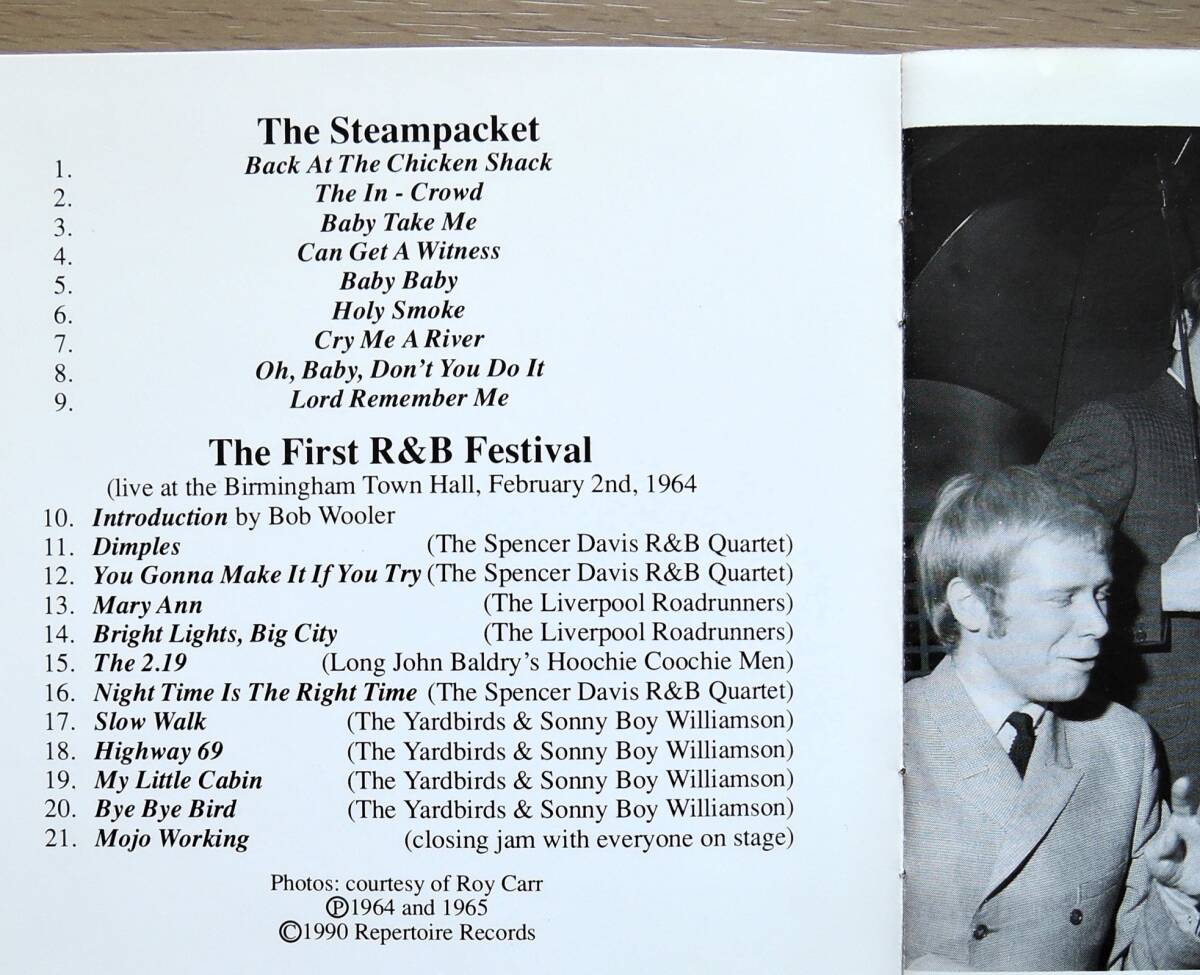 The Steampacket
1. Back At The Chicken Shack
2. The In - Crowd
3. Baby Take Me
4. Can Get A Witness
5. Baby Baby
6. Holy Smoke
7. Cry Me A River
8. Oh, Baby, Don't You Do It
9. Lord Remember Me
The First R&B Festival
(live at the Birmingham Town Hall, February 2nd, 1964
10. Introduction by Bob Wooler
11. Dimples (The Spencer Davis R&B Quartet)
12. You Gonna Make It If You Try (The Spencer Davis R&B Quartet)
13. Mary Ann (The Liverpool Roadrunners)
14. Bright Lights, Big City (The Liverpool Roadrunners)
15. The 2.19 (Long John Baldry's Hoochie Coochie Men)
16. Night Time Is The Right Time (The Spencer Davis R&B Quartet)
17. Slow Walk (The Yardbirds & Sonny Boy Williamson)
18. Highway 69 (The Yardbirds & Sonny Boy Williamson)
19. My Little Cabin (The Yardbirds & Sonny Boy Williamson)
20. Bye Bye Bird (The Yardbirds & Sonny Boy Williamson)
21. Mojo Working (closing jam with everyone on stage)
Photos: courtesy of Roy Carr
℗1964 and 1965
©1990 Repertoire Records